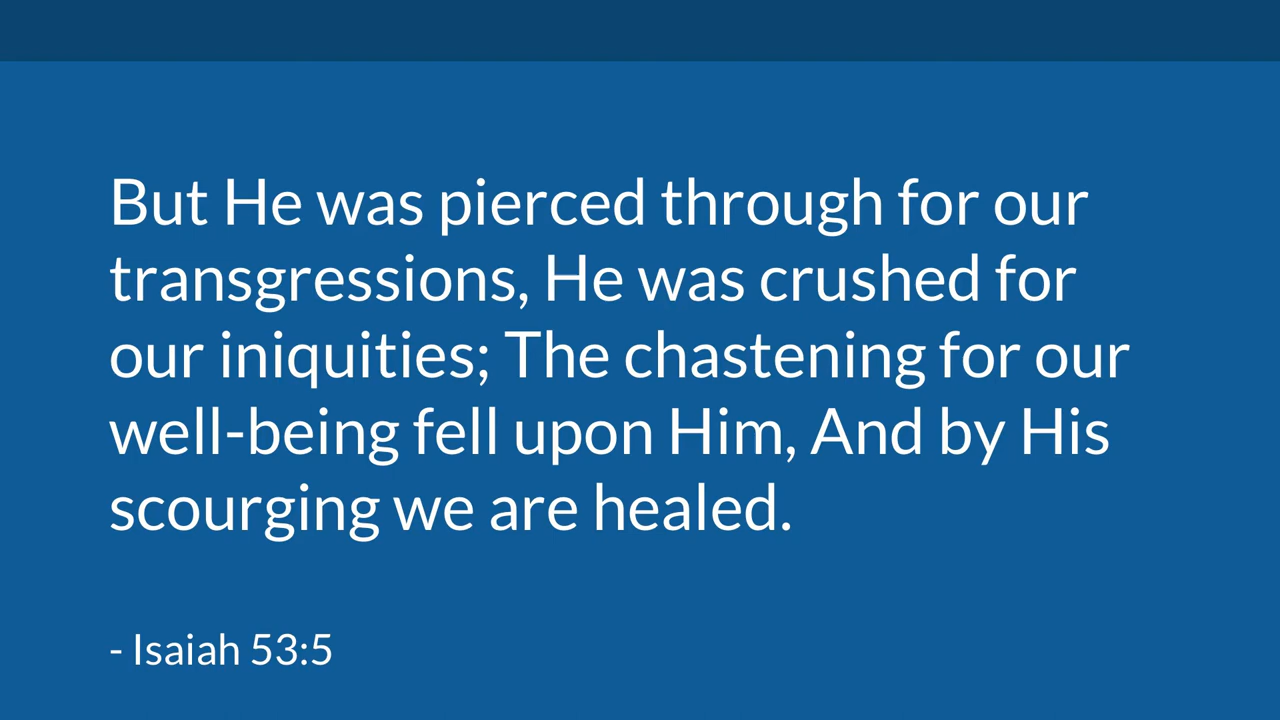 But He was pierced through for our
transgressions, He was crushed for
our iniquities; The chastening for our
well-being fell upon Him, And by His
scourging we are healed.
- Isaiah 53:5